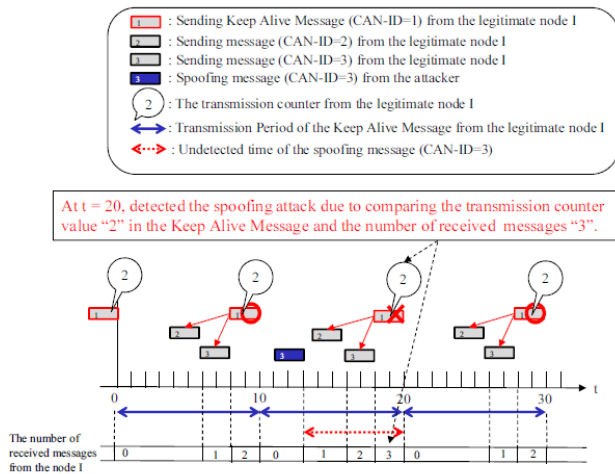 1 : Sending Keep Alive Message (CAN-ID=1) from the legitimate node I
2 : Sending message (CAN-ID=2) from the legitimate node I
3 : Sending message (CAN-ID=3) from the legitimate node I
3 : Spoofing message (CAN-ID=3) from the attacker
2 : The transmission counter from the legitimate node I
: Transmission Period of the Keep Alive Message from the legitimate node I
: Undetected time of the spoofing message (CAN-ID=3)
At t = 20, detected the spoofing attack due to comparing the transmission counter
value “2” in the Keep Alive Message and the number of received messages “3”.
2 2 2 2
1 1 1 1
2 2 2
3 3 3 3
0 10 20 30 t
The number of
received messages
from the node I
0 1 2 0 1 2 3 0 1 2